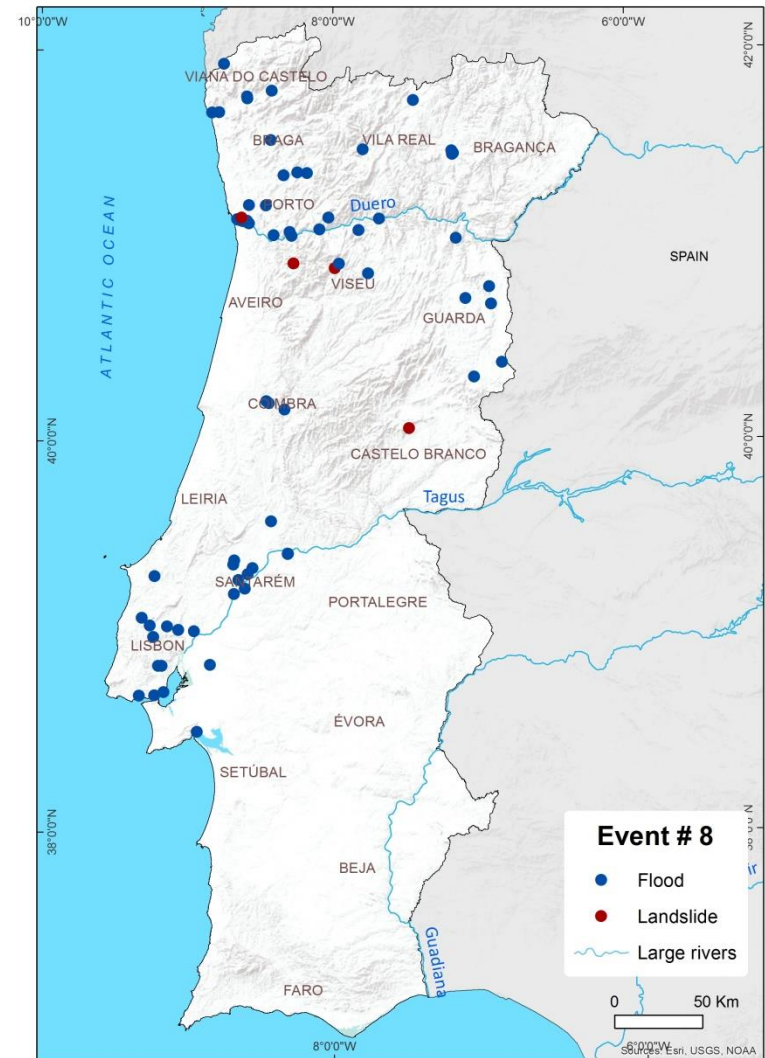 10°0'0"W
8°0'0"W
6°0'0"W
42°0'0"N
VIANA DO CASTELO
BRAGA
VILA REAL
BRAGANÇA
PORTO
Duero
SPAIN
ATLANTIC OCEAN
VISEU
AVEIRO
GUARDA
COIMBRA
40°0'0"N
40°0'0"N
CASTELO BRANCO
LEIRIA
Tagus
SANTARÉM
PORTALEGRE
LISBON
ÉVORA
SETÚBAL
38°0'0"N
BEJA
Guadiana
FARO
Event # 8
Flood
Landslide
Large rivers
0 50 Km
8°0'0"W
6°0'0"W
Sources: Esri, USGS, NOAA